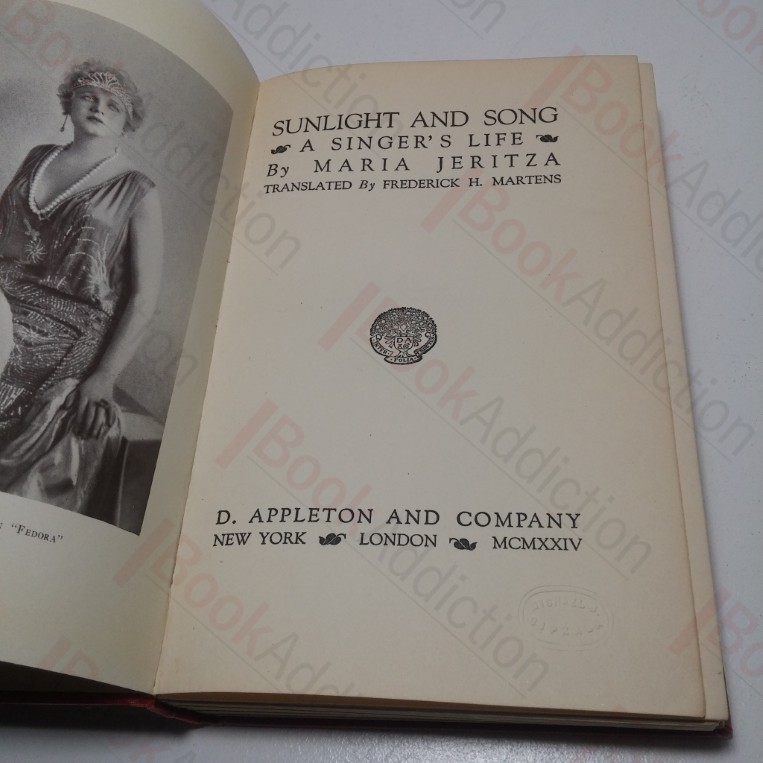 SUNLIGHT AND SONG
A SINGER'S LIFE
By MARIA JERITZA
TRANSLATED By FREDERICK H. MARTENS
D. APPLETON AND COMPANY
NEW YORK LONDON MCMXXIV
"FEDORA"
BookAddiction